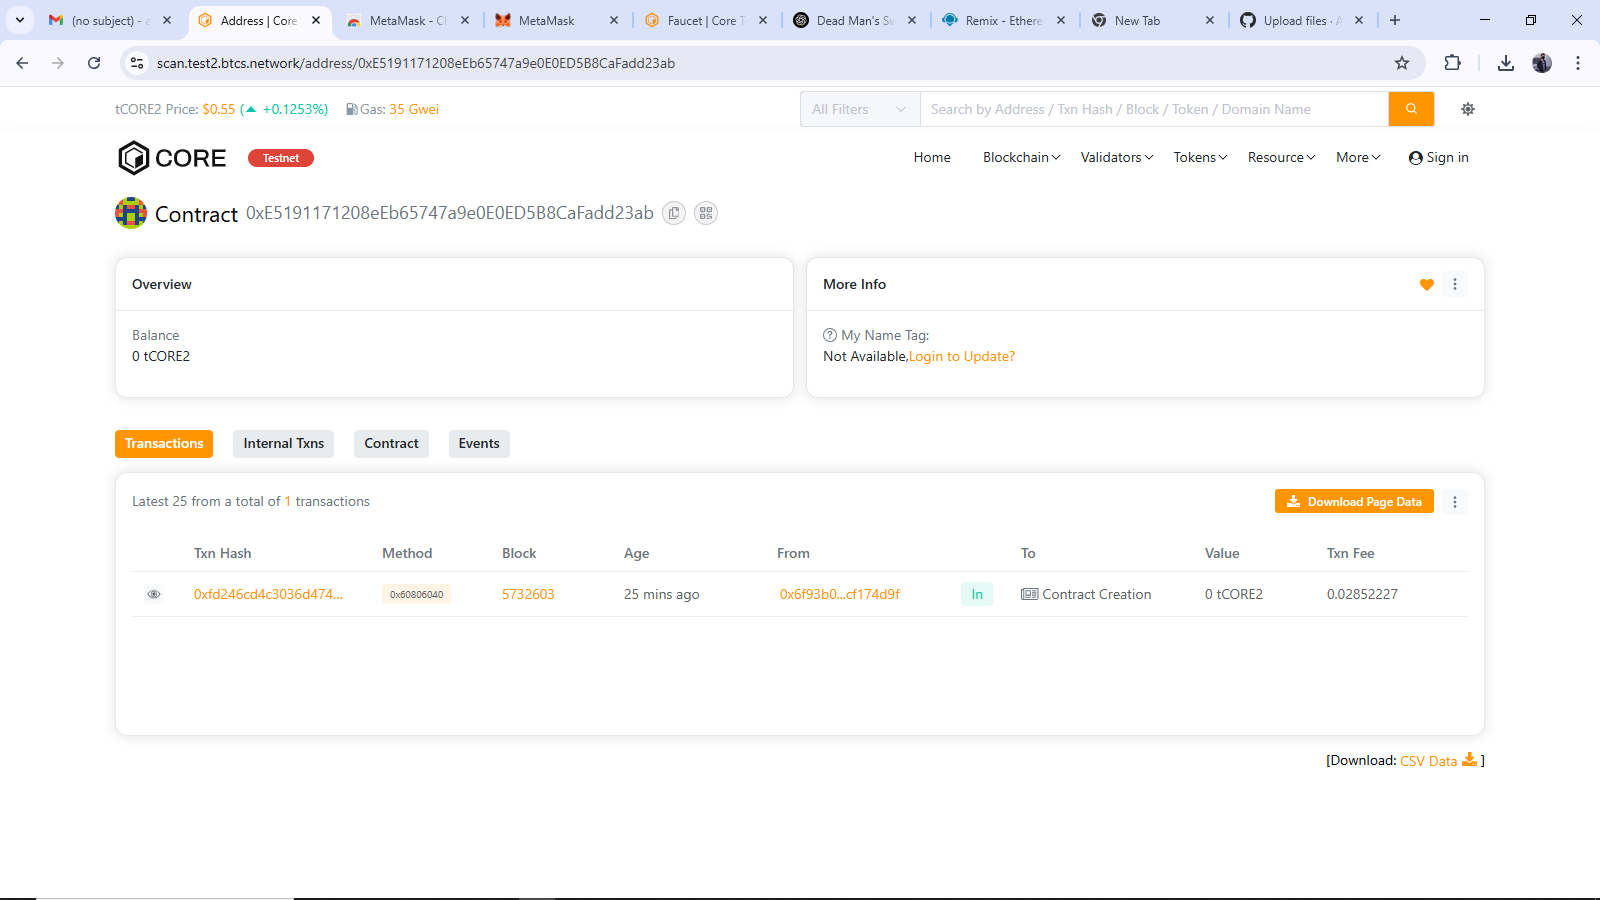 (no subject) - a
Address | Core
MetaMask - Ch
MetaMask
Faucet | Core T
Dead Man's Sw
Remix - Ethere
New Tab
Upload files · A
scan.test2.btcs.network/address/0xE5191171208eEb65747a9e0E0ED5B8CaFadd23ab
tCORE2 Price: $0.55 (▲ +0.1253%) Gas: 35 Gwei
All Filters
Search by Address / Txn Hash / Block / Token / Domain Name
CORE
Testnet
Home
Blockchain
Validators
Tokens
Resource
More
Sign in
Contract 0xE5191171208eEb65747a9e0E0ED5B8CaFadd23ab
Overview
Balance
0 tCORE2
More Info
My Name Tag:
Not Available,Login to Update?
Transactions
Internal Txns
Contract
Events
Latest 25 from a total of 1 transactions
Download Page Data
Txn Hash Method Block Age From To Value Txn Fee
0xfd246cd4c3036d474... 0x60806040 5732603 25 mins ago 0x6f93b0...cf174d9f In Contract Creation 0 tCORE2 0.02852227
[Download: CSV Data ]